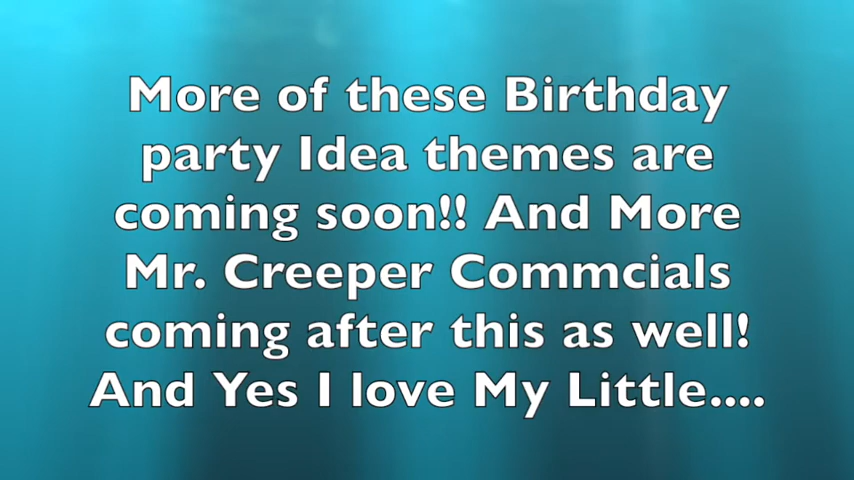 More of these Birthday
party Idea themes are
coming soon!! And More
Mr. Creeper Commcials
coming after this as well!
And Yes I love My Little....